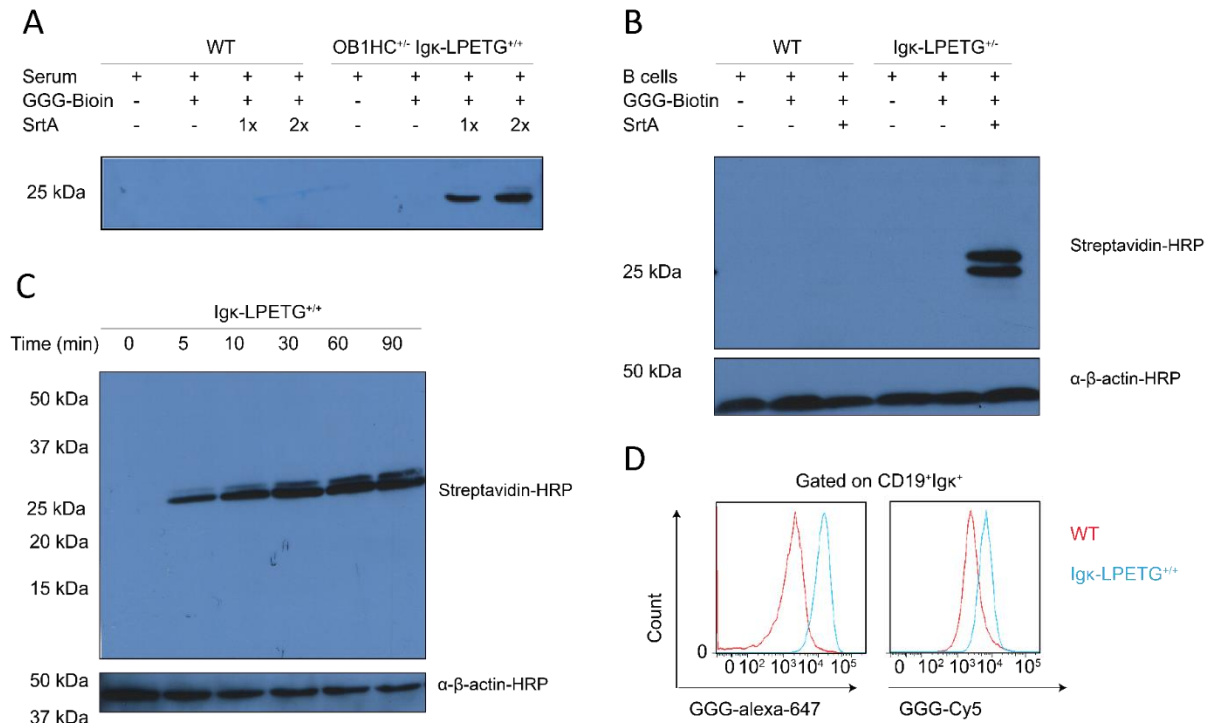 A
WT OB1HC+/- Igκ-LPETG+/+
Serum + + + + + + + +
GGG-Bioin - + + + - + + +
SrtA - - 1x 2x - - 1x 2x
25 kDa
B
WT Igκ-LPETG+/-
B cells + + + + + +
GGG-Biotin - + + - + +
SrtA - - + - - +
25 kDa
Streptavidin-HRP
50 kDa
α-β-actin-HRP
C
Igκ-LPETG+/+
Time (min) 0 5 10 30 60 90
50 kDa
37 kDa
25 kDa
20 kDa
15 kDa
Streptavidin-HRP
50 kDa
37 kDa
α-β-actin-HRP
D
Gated on CD19+Igκ+
Count
0
0 10² 10³ 10⁴ 10⁵
0 10² 10³ 10⁴ 10⁵
GGG-alexa-647
GGG-Cy5
WT
Igκ-LPETG+/+